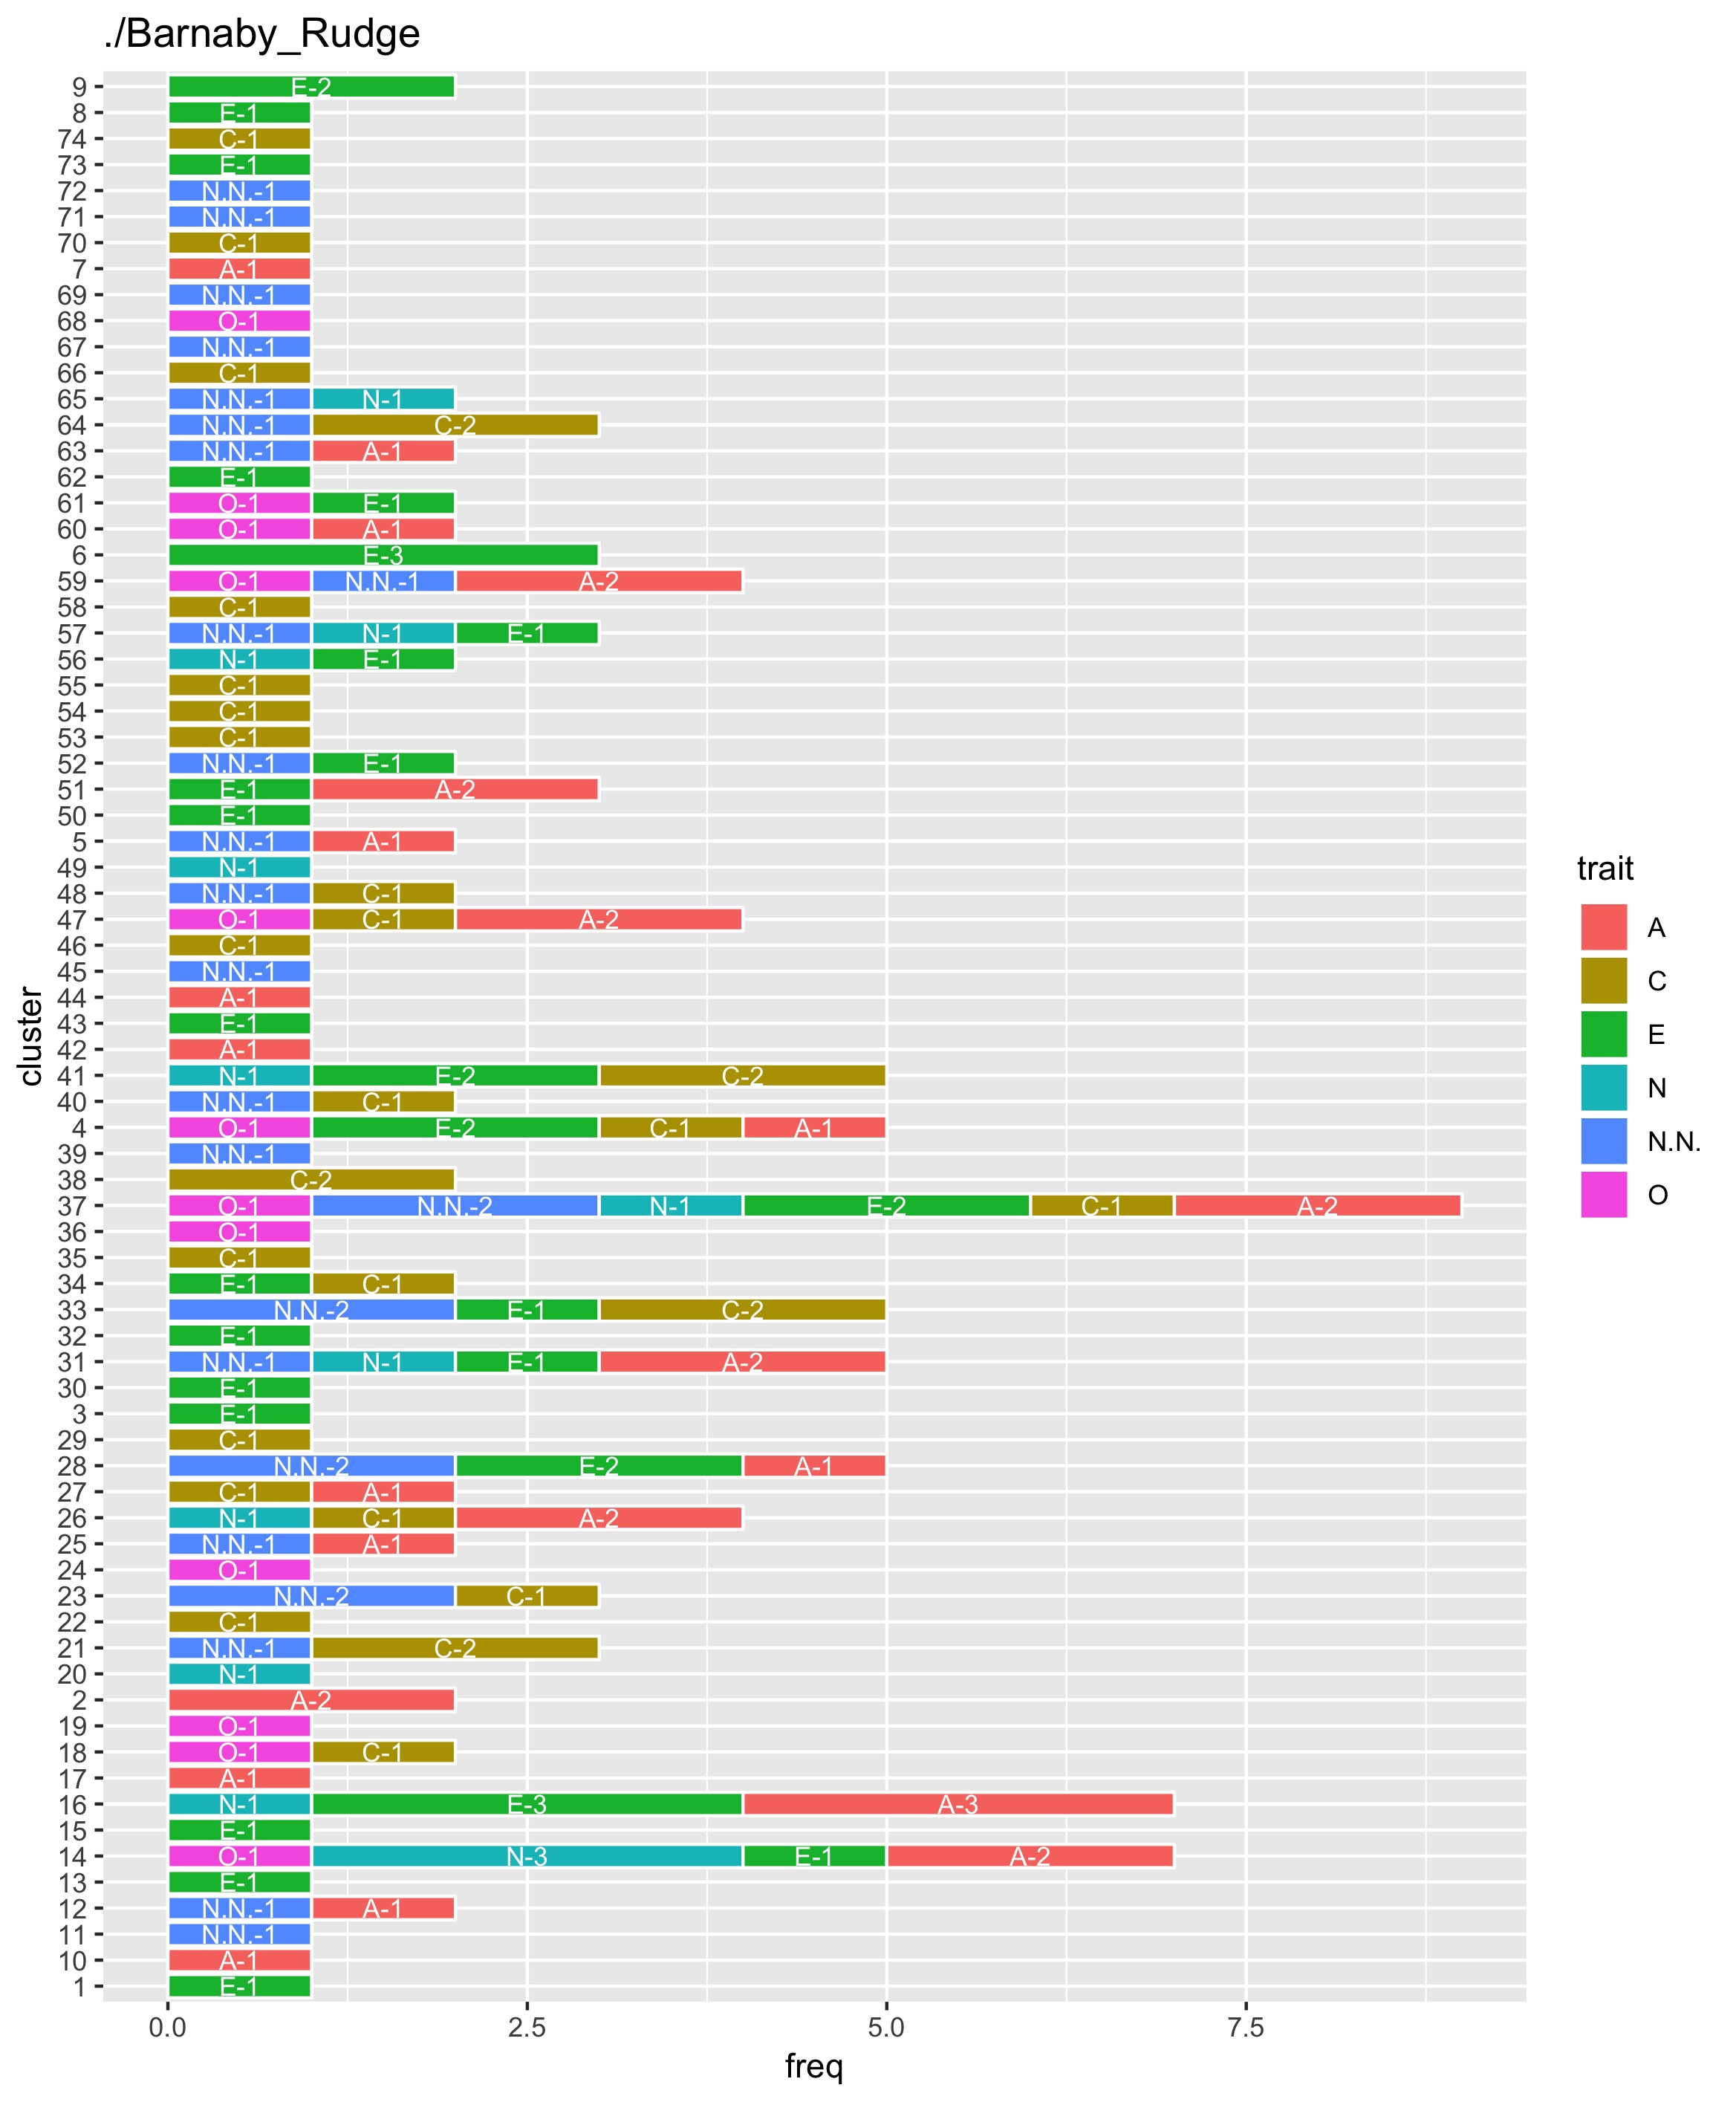 ./Barnaby_Rudge
9 E-2
8 E-1
74 C-1
73 E-1
72 N.N.-1
71 N.N.-1
70 C-1
7 A-1
69 N.N.-1
68 O-1
67 N.N.-1
66 C-1
65 N.N.-1 N-1
64 N.N.-1 C-2
63 N.N.-1 A-1
62 E-1
61 O-1 E-1
60 O-1 A-1
6 E-3
59 O-1 N.N.-1 A-2
58 C-1
57 N.N.-1 N-1 E-1
56 N-1 E-1
55 C-1
54 C-1
53 C-1
52 N.N.-1 E-1
51 E-1 A-2
50 E-1
5 N.N.-1 A-1
49 N-1
48 N.N.-1 C-1
47 O-1 C-1 A-2
46 C-1
45 N.N.-1
44 A-1
43 E-1
42 A-1
41 N-1 E-2 C-2
40 N.N.-1 C-1
4 O-1 E-2 C-1 A-1
39 N.N.-1
38 C-2
37 O-1 N.N.-2 N-1 E-2 C-1 A-2
36 O-1
35 C-1
34 E-1 C-1
33 N.N.-2 E-1 C-2
32 E-1
31 N.N.-1 N-1 E-1 A-2
30 E-1
3 E-1
29 C-1
28 N.N.-2 E-2 A-1
27 C-1 A-1
26 N-1 C-1 A-2
25 N.N.-1 A-1
24 O-1
23 N.N.-2 C-1
22 C-1
21 N.N.-1 C-2
20 N-1
2 A-2
19 O-1
18 O-1 C-1
17 A-1
16 N-1 E-3 A-3
15 E-1
14 O-1 N-3 E-1 A-2
13 E-1
12 N.N.-1 A-1
11 N.N.-1
10 A-1
1 E-1
0.0 2.5 5.0 7.5
freq
cluster
trait
A
C
E
N
N.N.
O